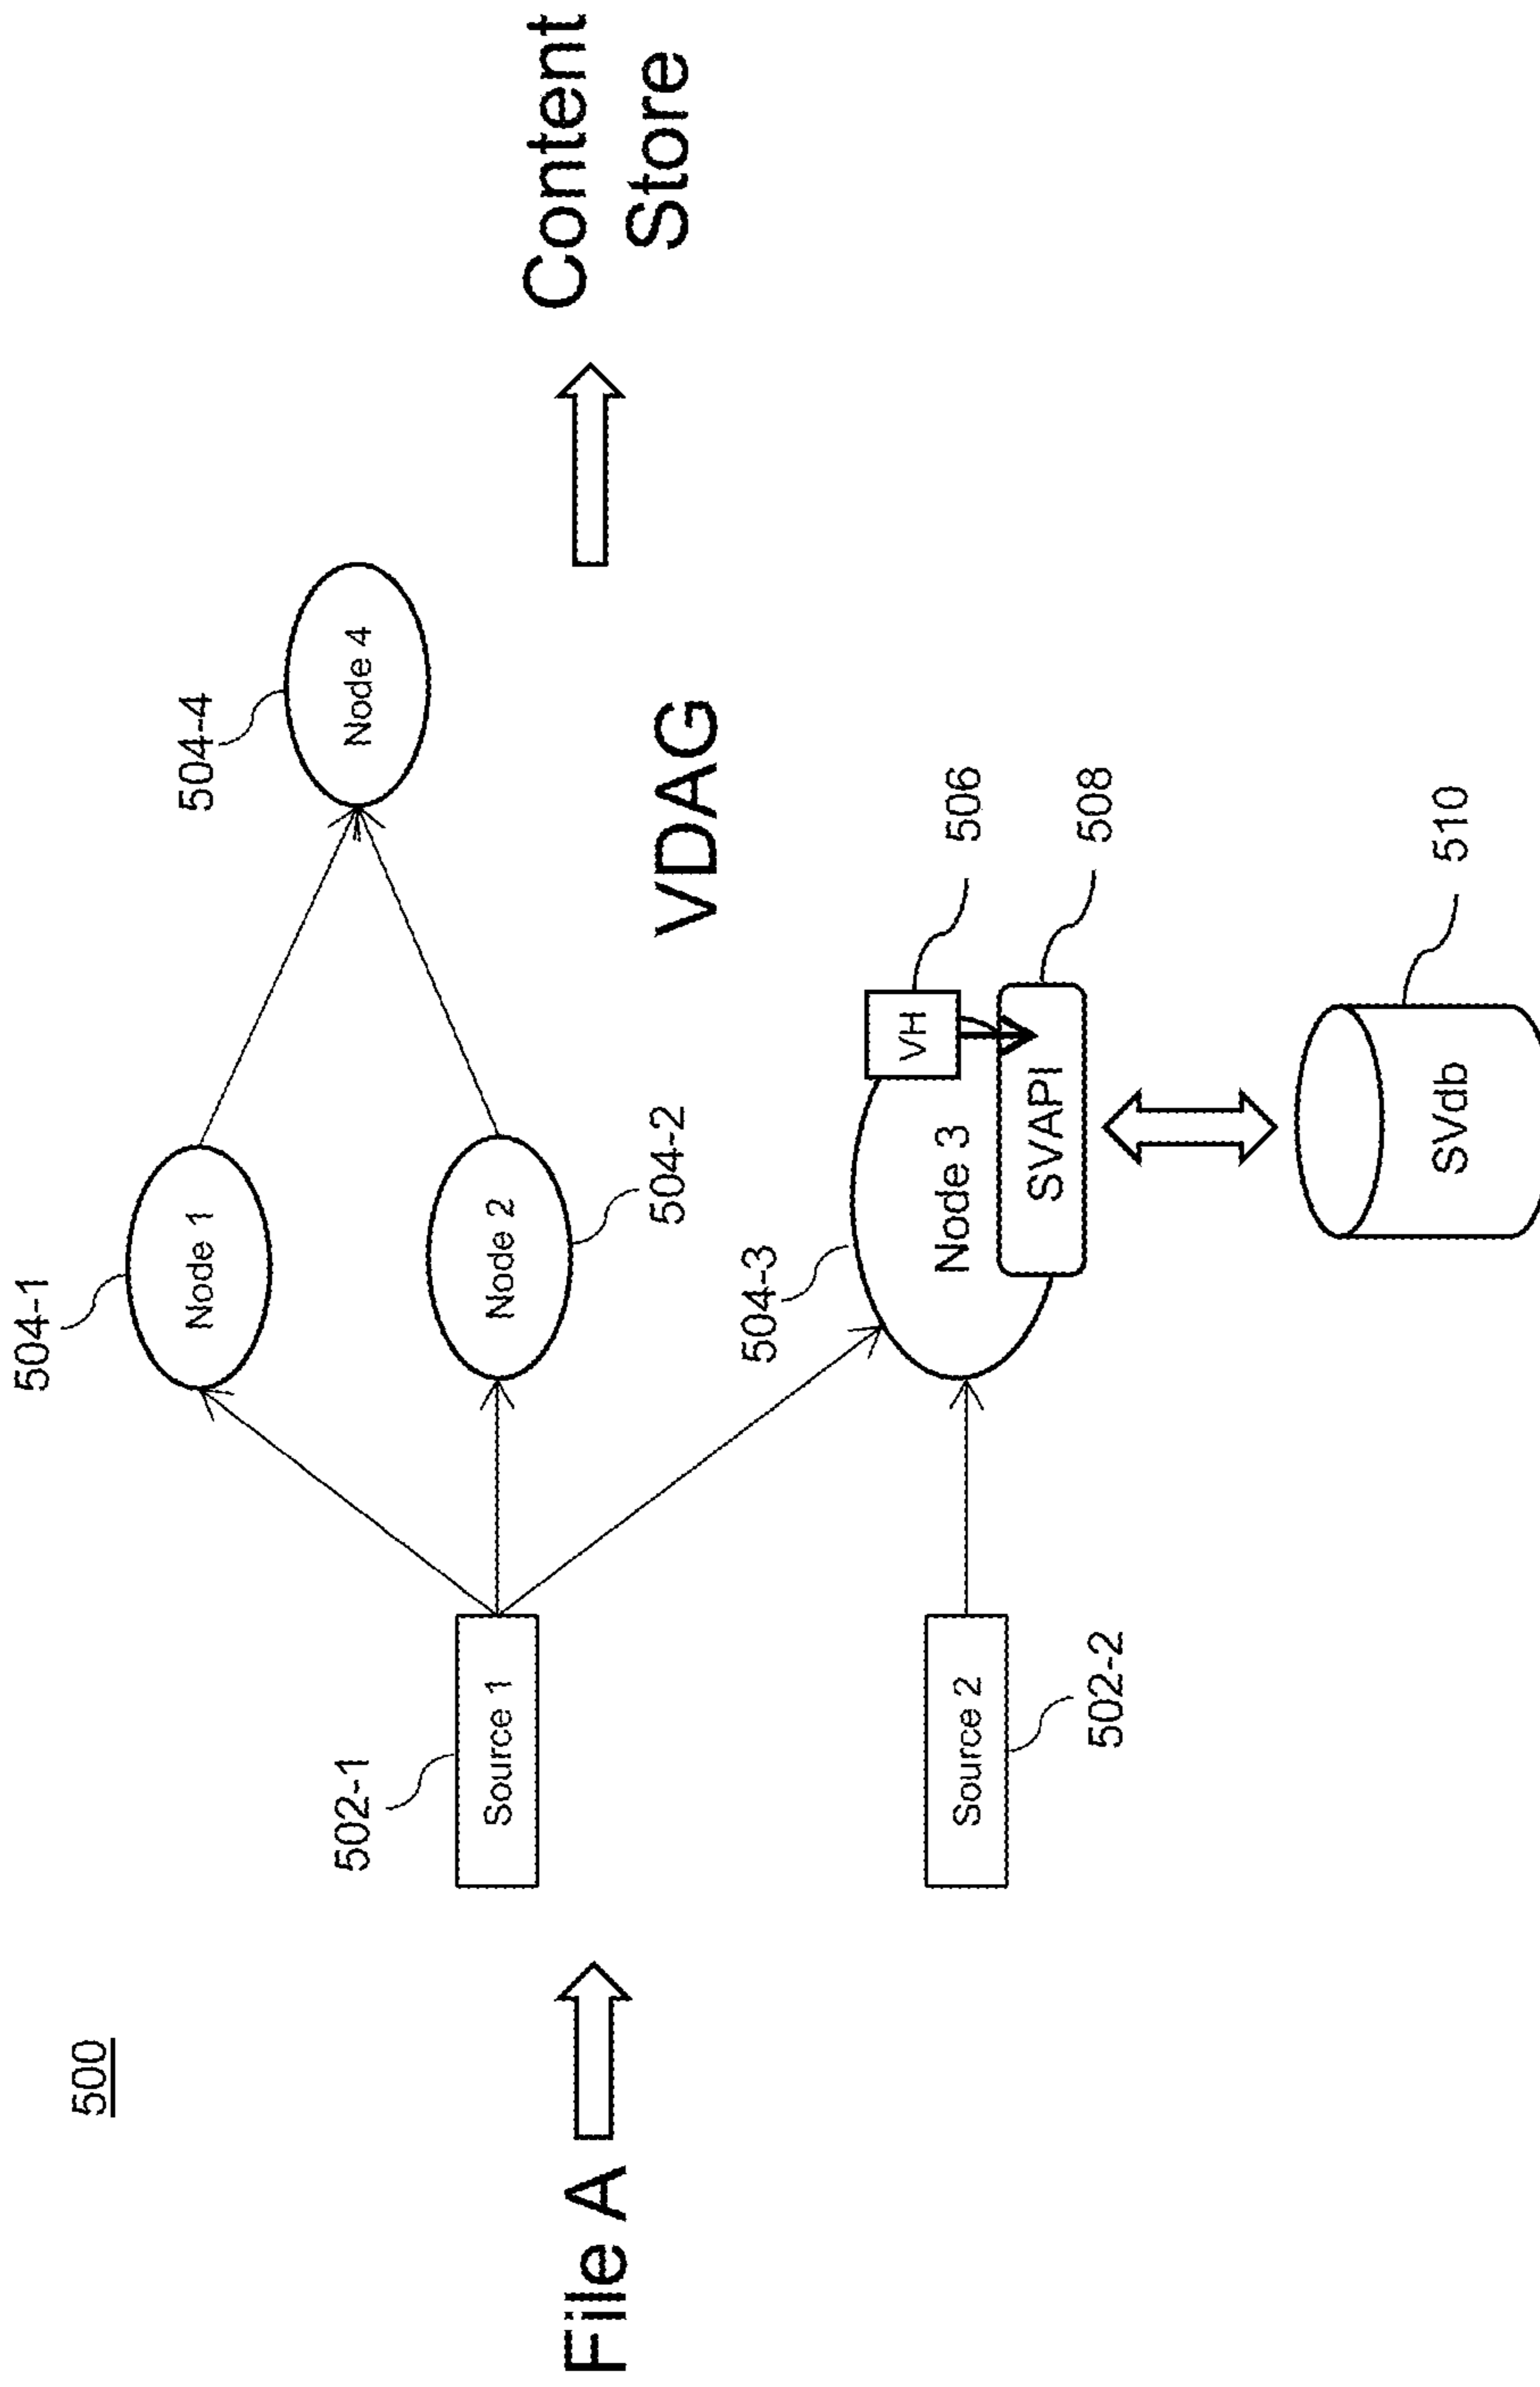 500
File A
502-1
Source 1
Source 2
502-2
504-1
Node 1
Node 2
504-2
504-3
Node 3
VH
506
SVAPI
508
SVdb
510
504-4
Node 4
VDAG
Content
Store